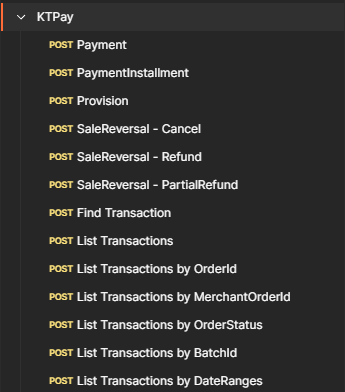 KTPay
POST Payment
POST PaymentInstallment
POST Provision
POST SaleReversal - Cancel
POST SaleReversal - Refund
POST SaleReversal - PartialRefund
POST Find Transaction
POST List Transactions
POST List Transactions by OrderId
POST List Transactions by MerchantOrderId
POST List Transactions by OrderStatus
POST List Transactions by BatchId
POST List Transactions by DateRanges